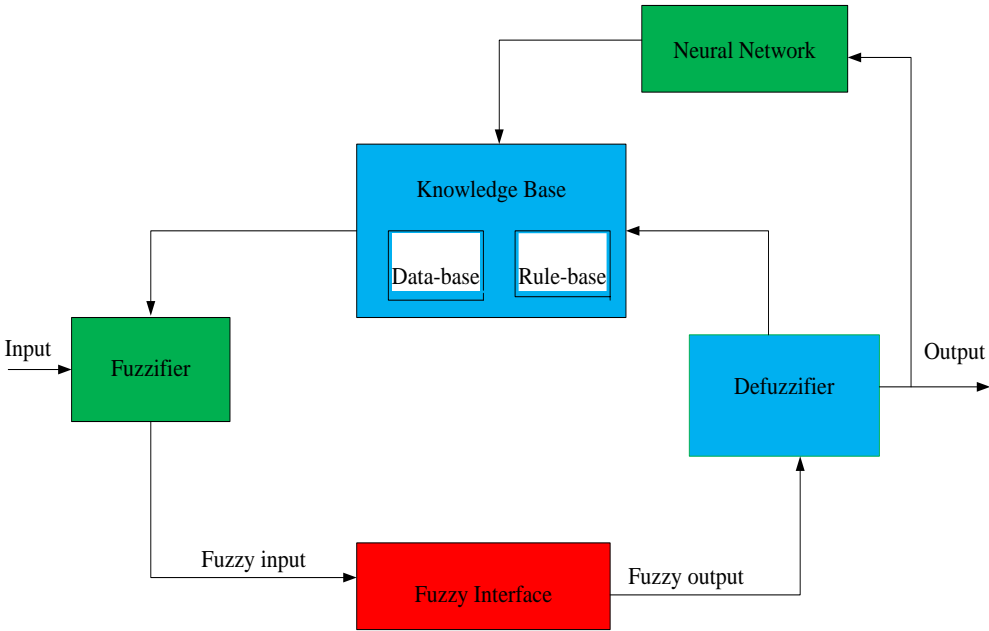 Neural Network
Knowledge Base
Data-base
Rule-base
Input
Fuzzifier
Output
Defuzzifier
Fuzzy input
Fuzzy Interface
Fuzzy output